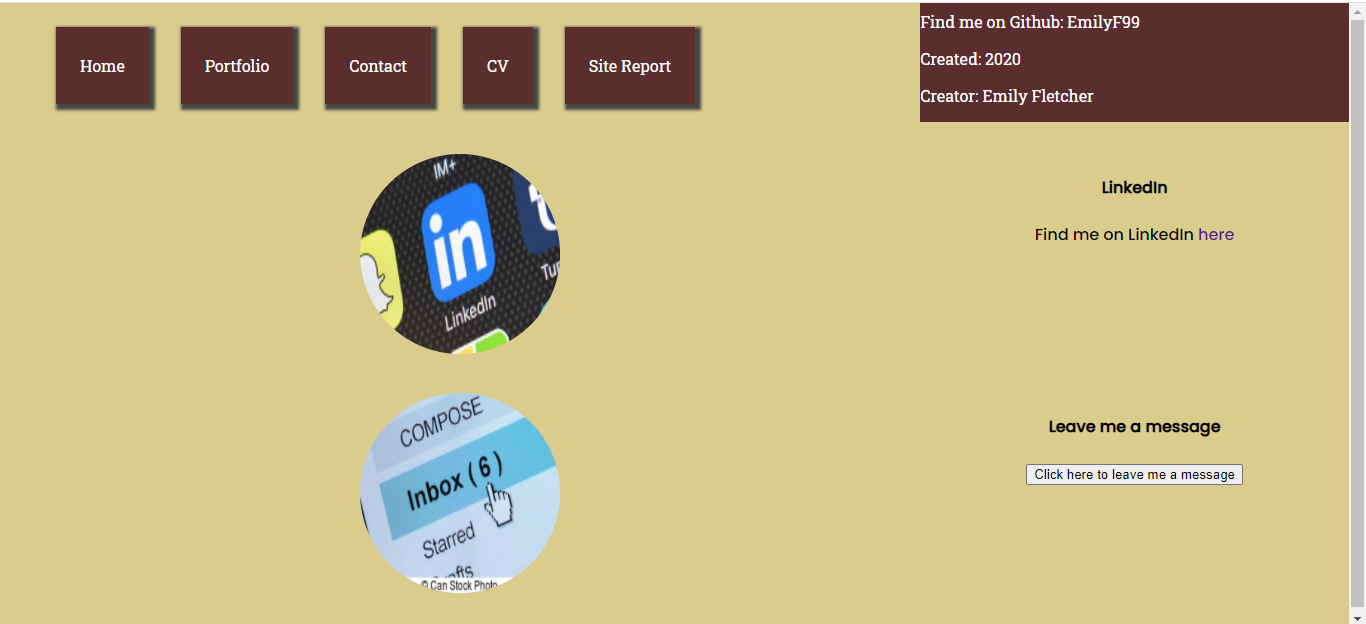 Home
Portfolio
Contact
CV
Site Report
Find me on Github: EmilyF99
Created: 2020
Creator: Emily Fletcher
IM+
LinkedIn
LinkedIn
Find me on LinkedIn here
COMPOSE
Inbox ( 6 )
Starred
© Can Stock Photo
Leave me a message
Click here to leave me a message